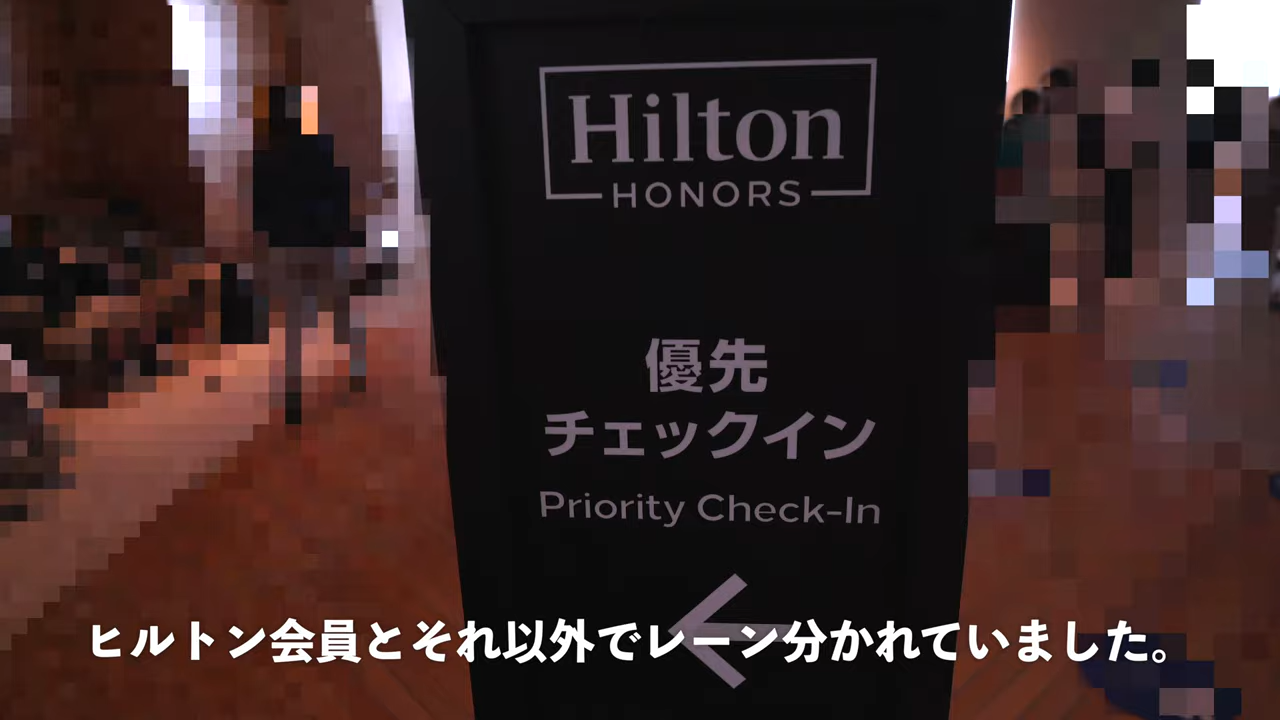 Hilton
HONORS
優先
チェックイン
Priority Check-In
ヒルトン会員とそれ以外でレーン分かれていました。